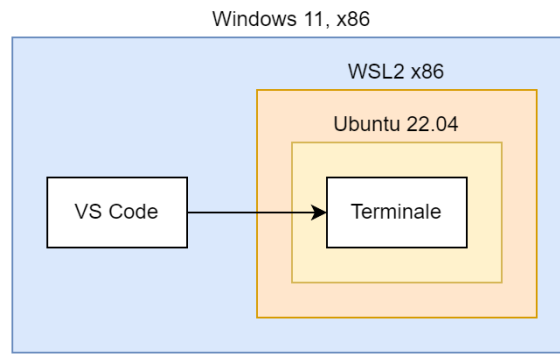 Windows 11, x86
WSL2 x86
Ubuntu 22.04
VS Code
Terminale